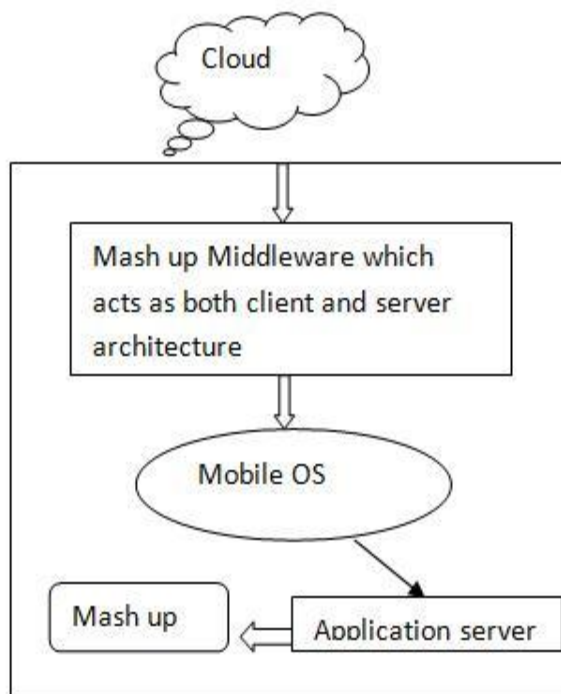 Cloud
Mash up Middleware which
acts as both client and server
architecture
Mobile OS
Mash up
Application server